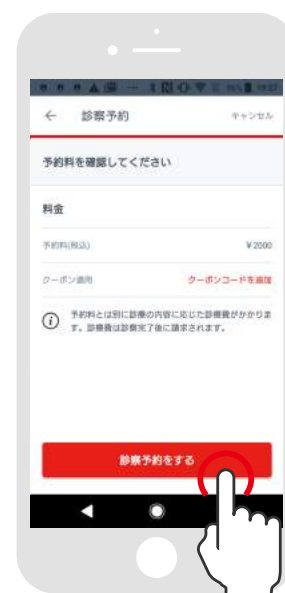 ← 診察予約 キャンセル
予約料を確認してください
料金
予約料(税込) ¥2000
クーポン適用 クーポンコードを追加
予約料とは別に診療の内容に応じた診療費がかかりま
す。診療費は診察完了後に請求されます。
診察予約をする